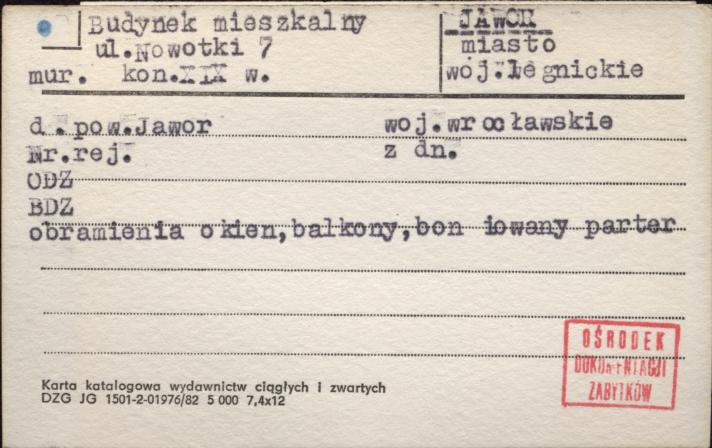 Budynek mieszkalny
ul.Nowotki 7
mur. kon.XIX w.
JAWOR
miasto
woj.legnickie
d.pow.Jawor woj.wrocławskie
Nr.rej. z dn.
ODZ
BDZ
obramienia okien,balkony,bon iowany parter
OŚRODEK
DOKUMENTACJI
ZABYTKÓW
Karta katalogowa wydawnictw ciągłych i zwartych
DZG JG 1501-2-01976/82 5 000 7,4x12